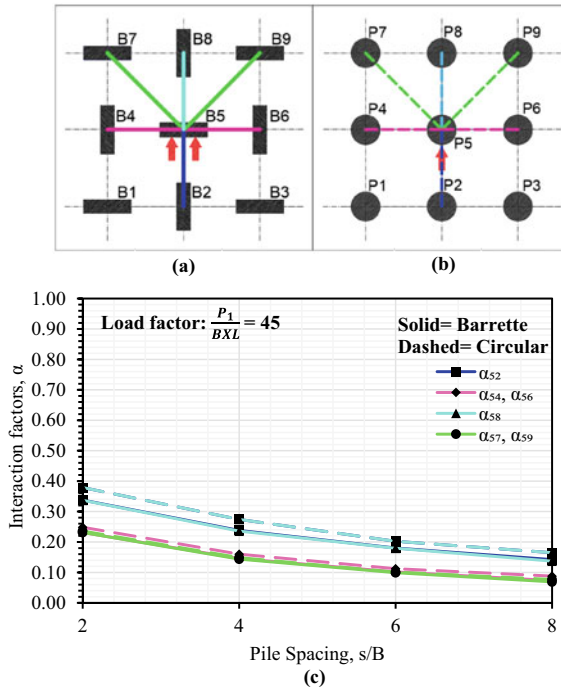 B7 B8 B9
B4 B5 B6
B1 B2 B3
(a)
P7 P8 P9
P4 P5 P6
P1 P2 P3
(b)
Load factor: P₁/BXL = 45
Solid= Barrette
Dashed= Circular
α₅₂
α₅₄, α₅₆
α₅₈
α₅₇, α₅₉
Interaction factors, α
1.00
0.90
0.80
0.70
0.60
0.50
0.40
0.30
0.20
0.10
0.00
2 4 6 8
Pile Spacing, s/B
(c)